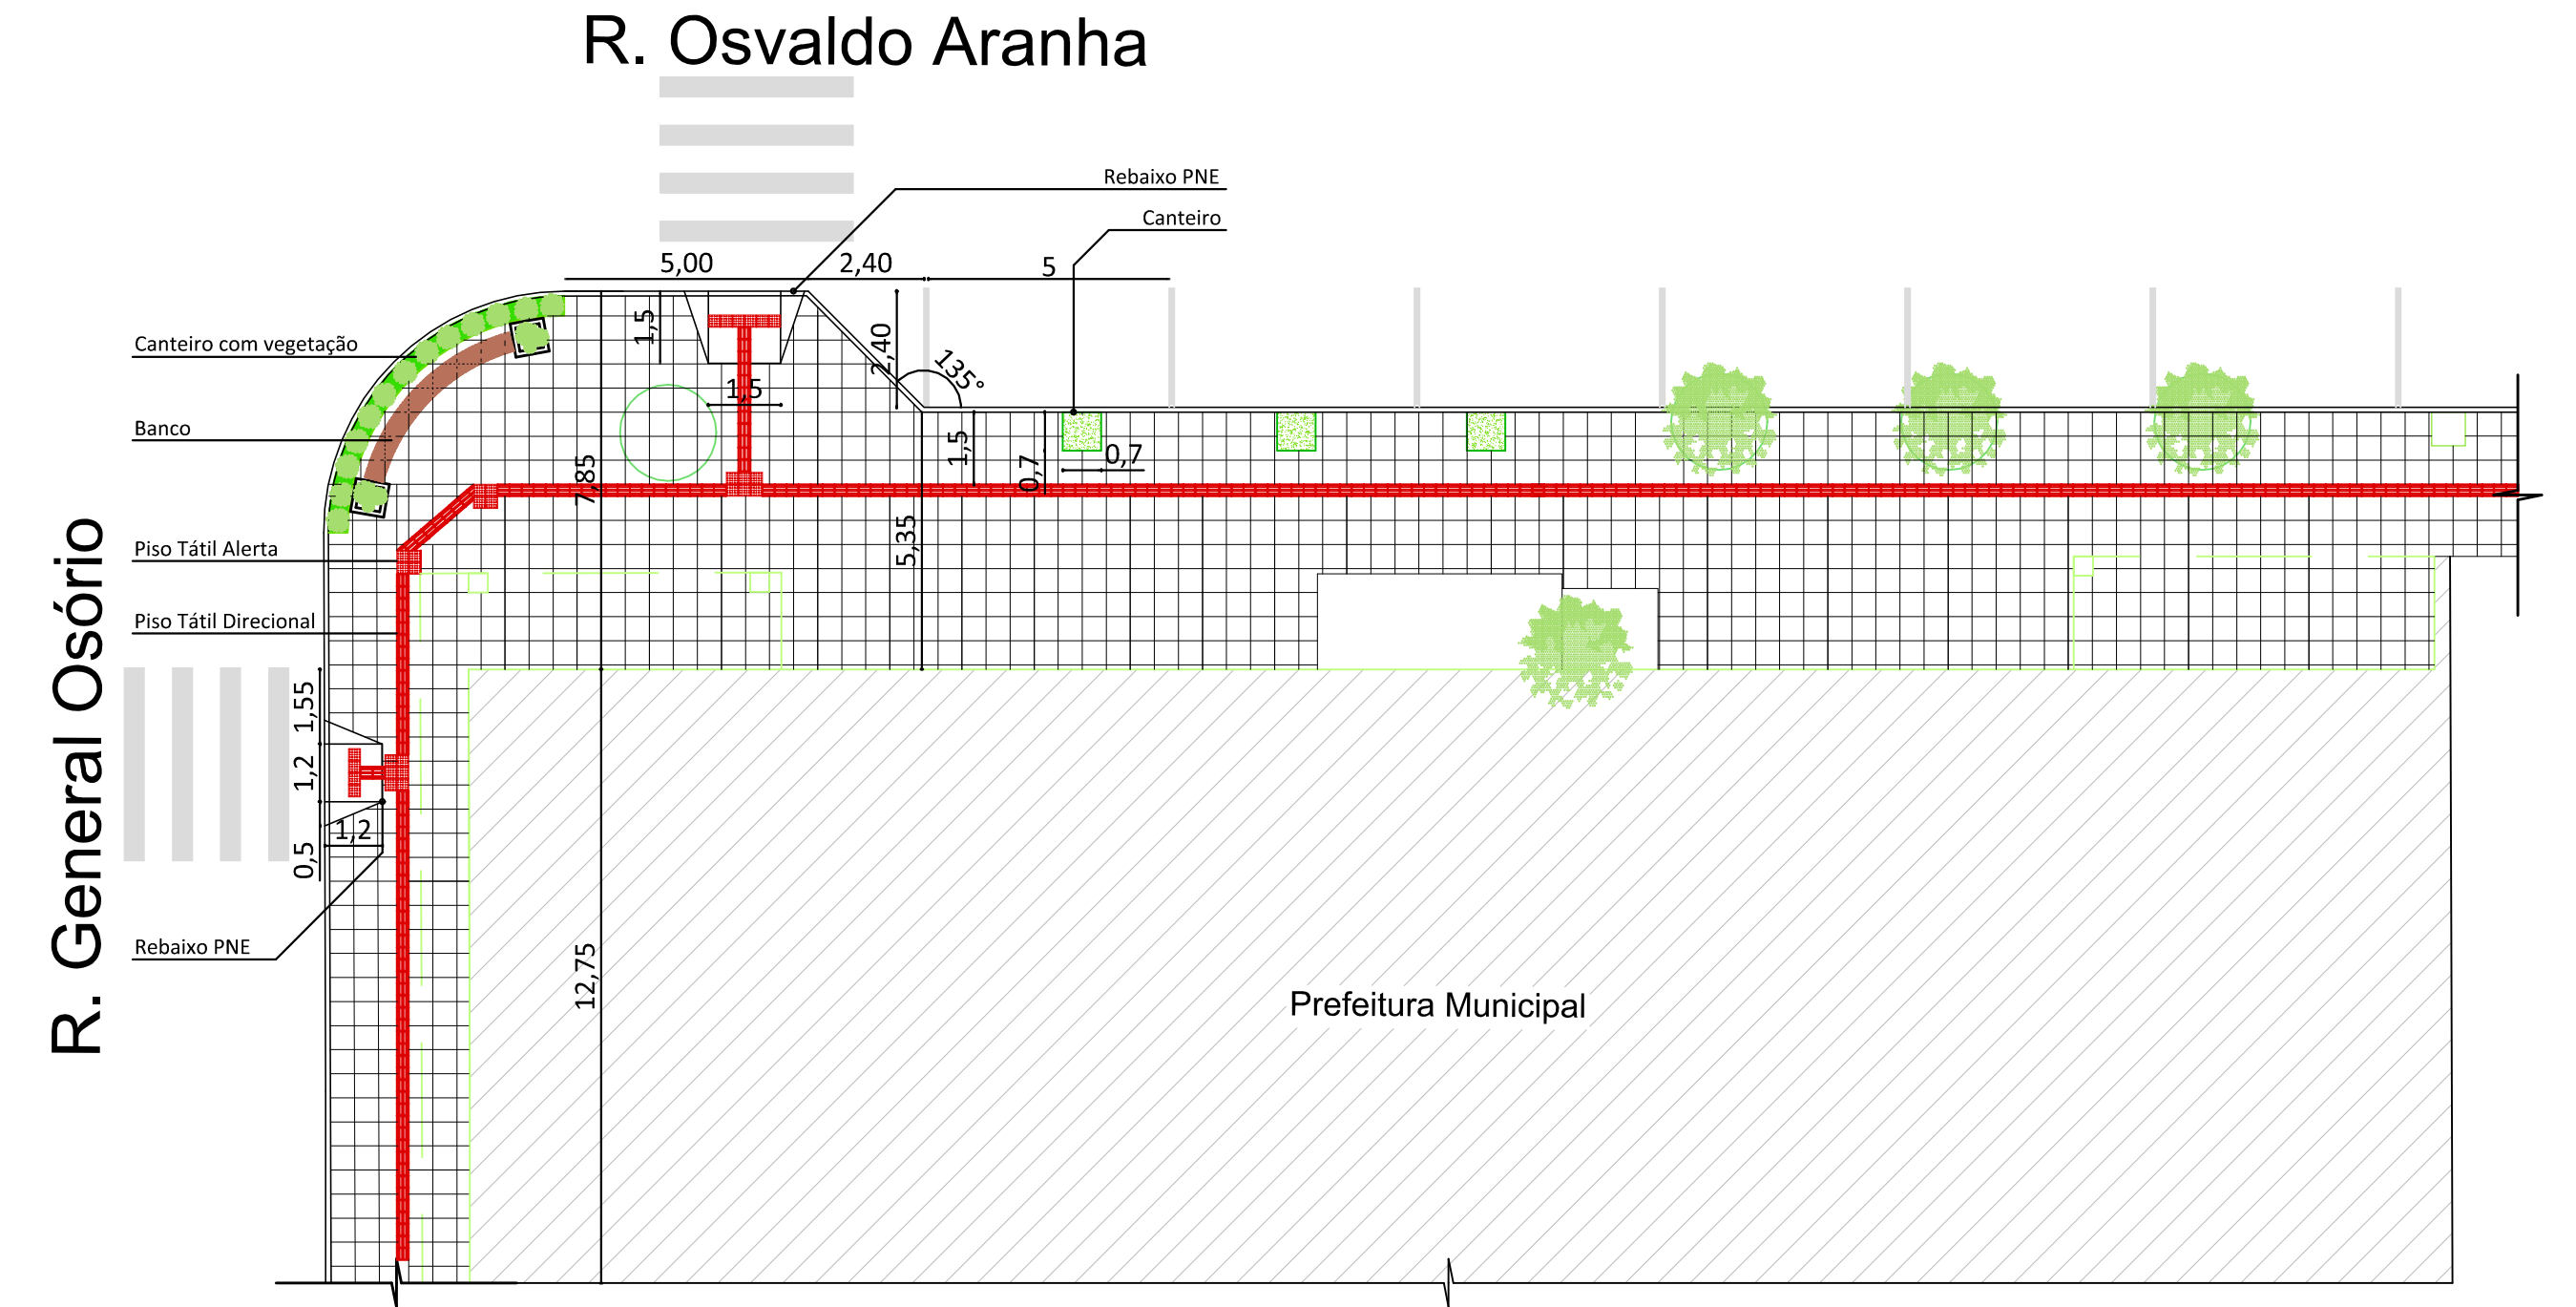 R. Osvaldo Aranha
Rebaixo PNE
Canteiro
5,00
2,40
5
Canteiro com vegetação
1,5
2,40
135°
1,5
Banco
7,85
1,5
0,7
0,7
5,35
Piso Tátil Alerta
Piso Tátil Direcional
R. General Osório
1,55
1,2
1,2
0,5
Rebaixo PNE
12,75
Prefeitura Municipal